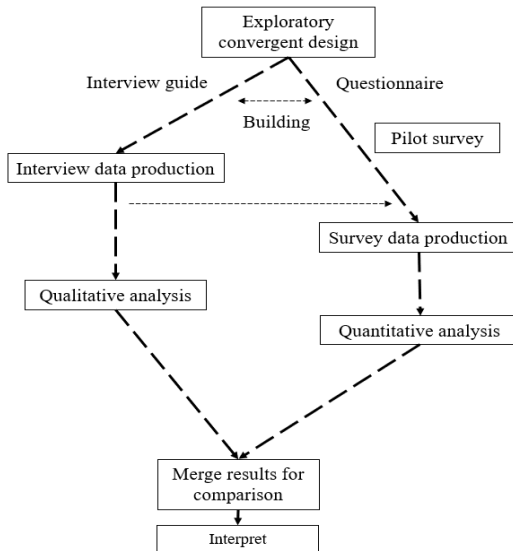 Exploratory
convergent design
Interview guide
Questionnaire
Building
Pilot survey
Interview data production
Survey data production
Qualitative analysis
Quantitative analysis
Merge results for
comparison
Interpret